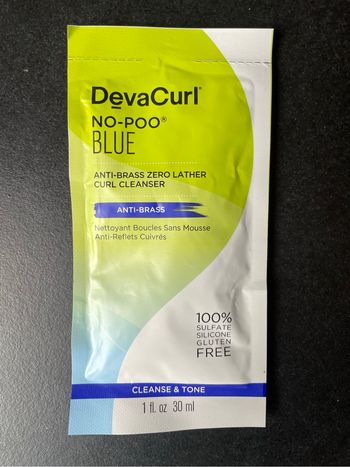 DevaCurl®
NO-POO®
BLUE
ANTI-BRASS ZERO LATHER
CURL CLEANSER
ANTI-BRASS
Nettoyant Boucles Sans Mousse
Anti-Reflets Cuivrés
100%
SULFATE
SILICONE
GLUTEN
FREE
CLEANSE & TONE
1 fl. oz 30 ml